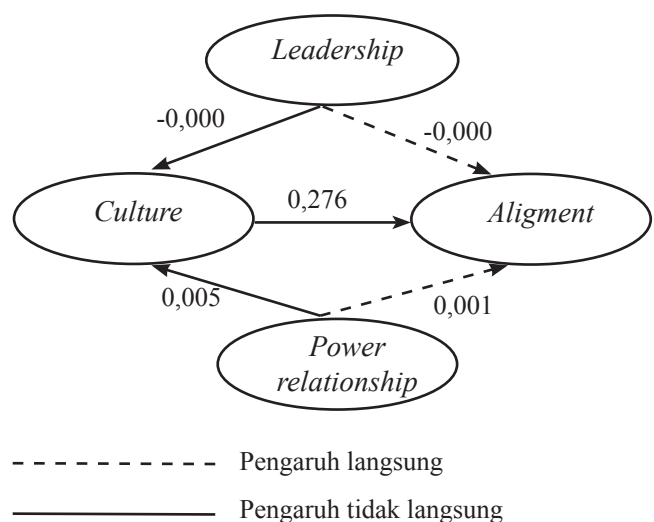 Leadership
-0,000
-0,000
Culture
0,276
Aligment
0,005
0,001
Power
relationship
Pengaruh langsung
Pengaruh tidak langsung